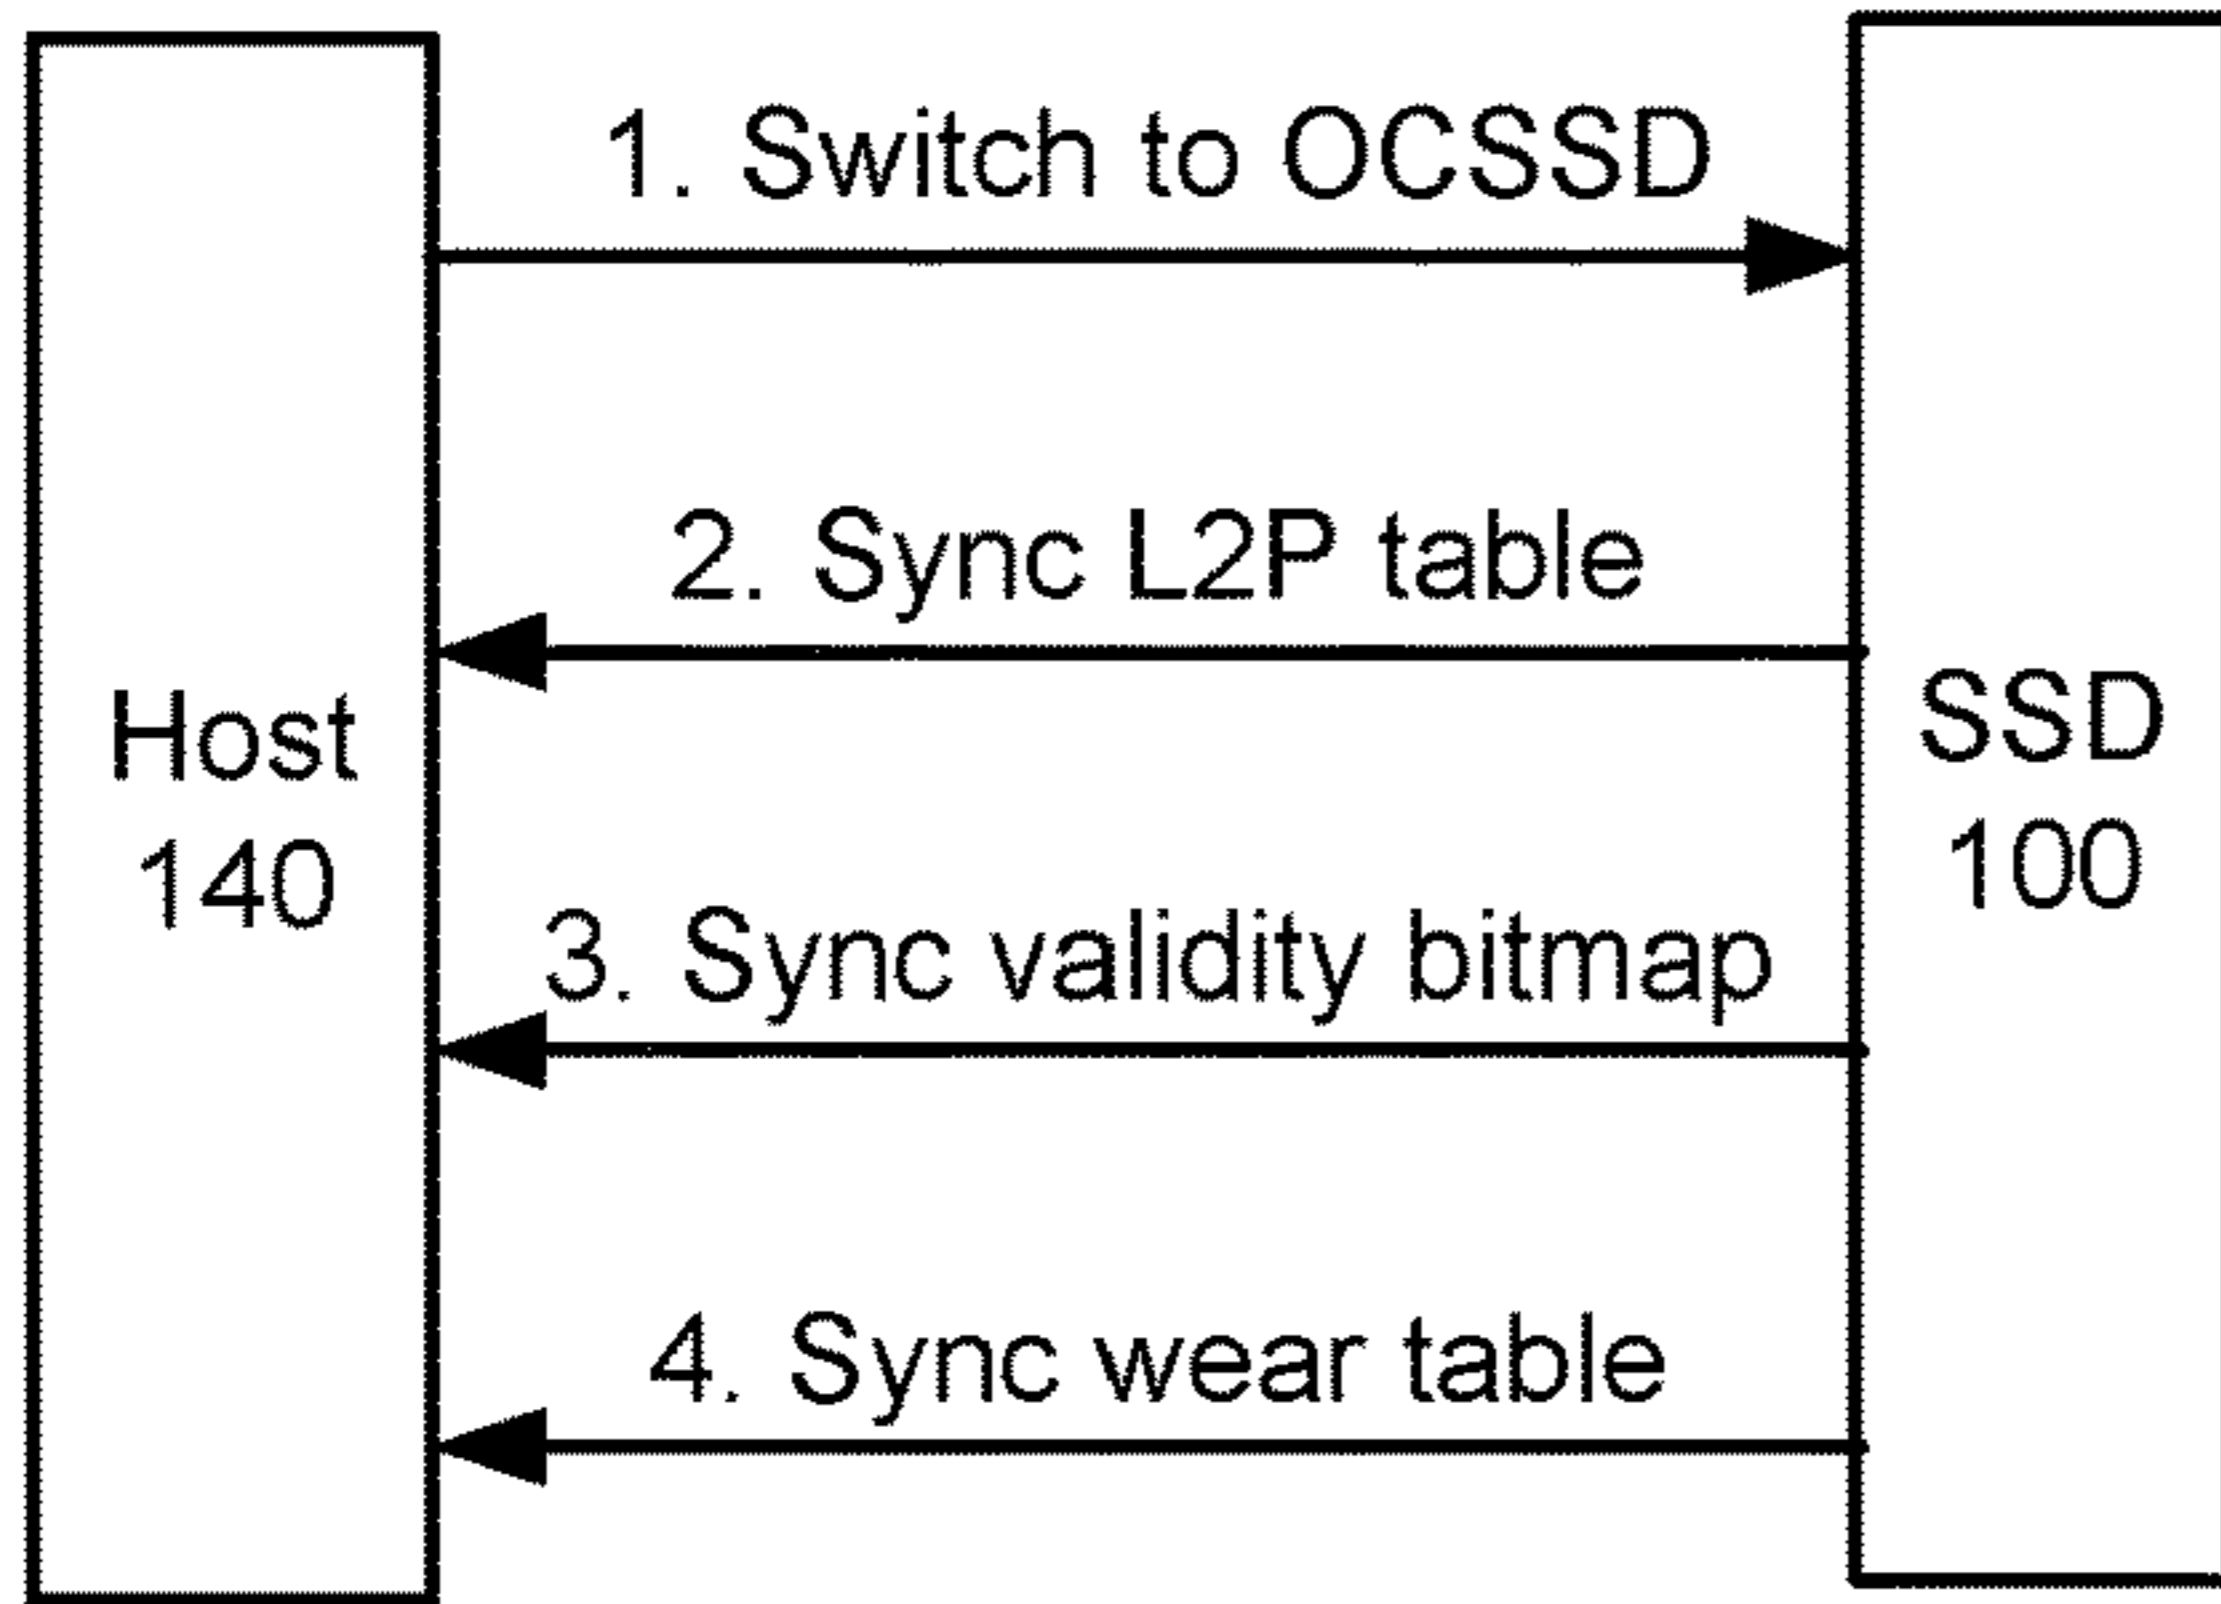 1. Switch to OCSSD
2. Sync L2P table
Host
140
SSD
100
3. Sync validity bitmap
4. Sync wear table